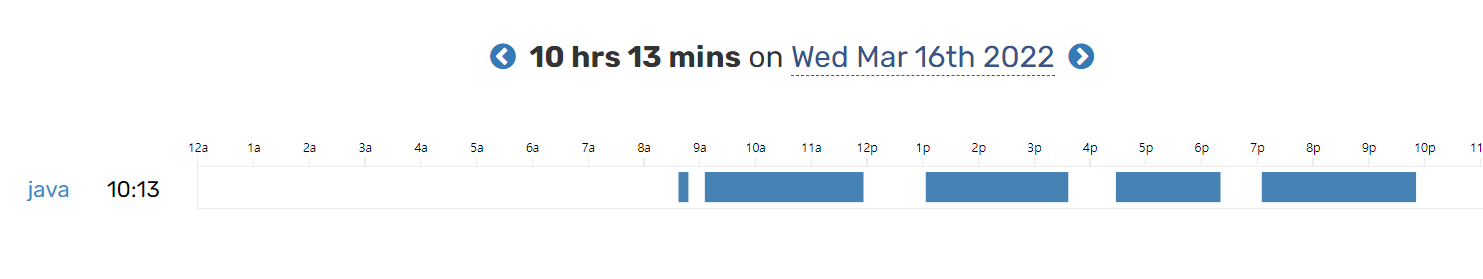 10 hrs 13 mins on Wed Mar 16th 2022
12a 1a 2a 3a 4a 5a 6a 7a 8a 9a 10a 11a 12p 1p 2p 3p 4p 5p 6p 7p 8p 9p 10p 11
java 10:13